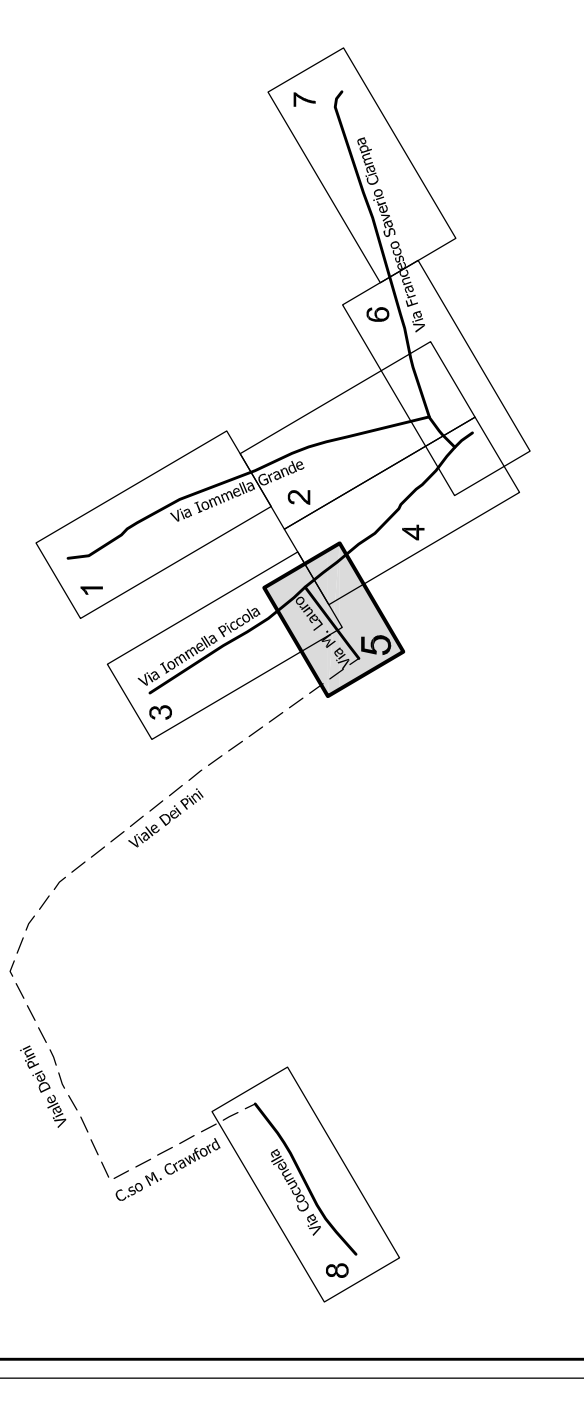 7
Via Francesco Saverio Ciampa
6
Via Iommella Grande
2
1
4
Via Iommella Piccola
Via M. Lauro
5
3
Viale Dei Pini
Viale Dei Pini
C.so M. Crawford
Via Cocumella
8